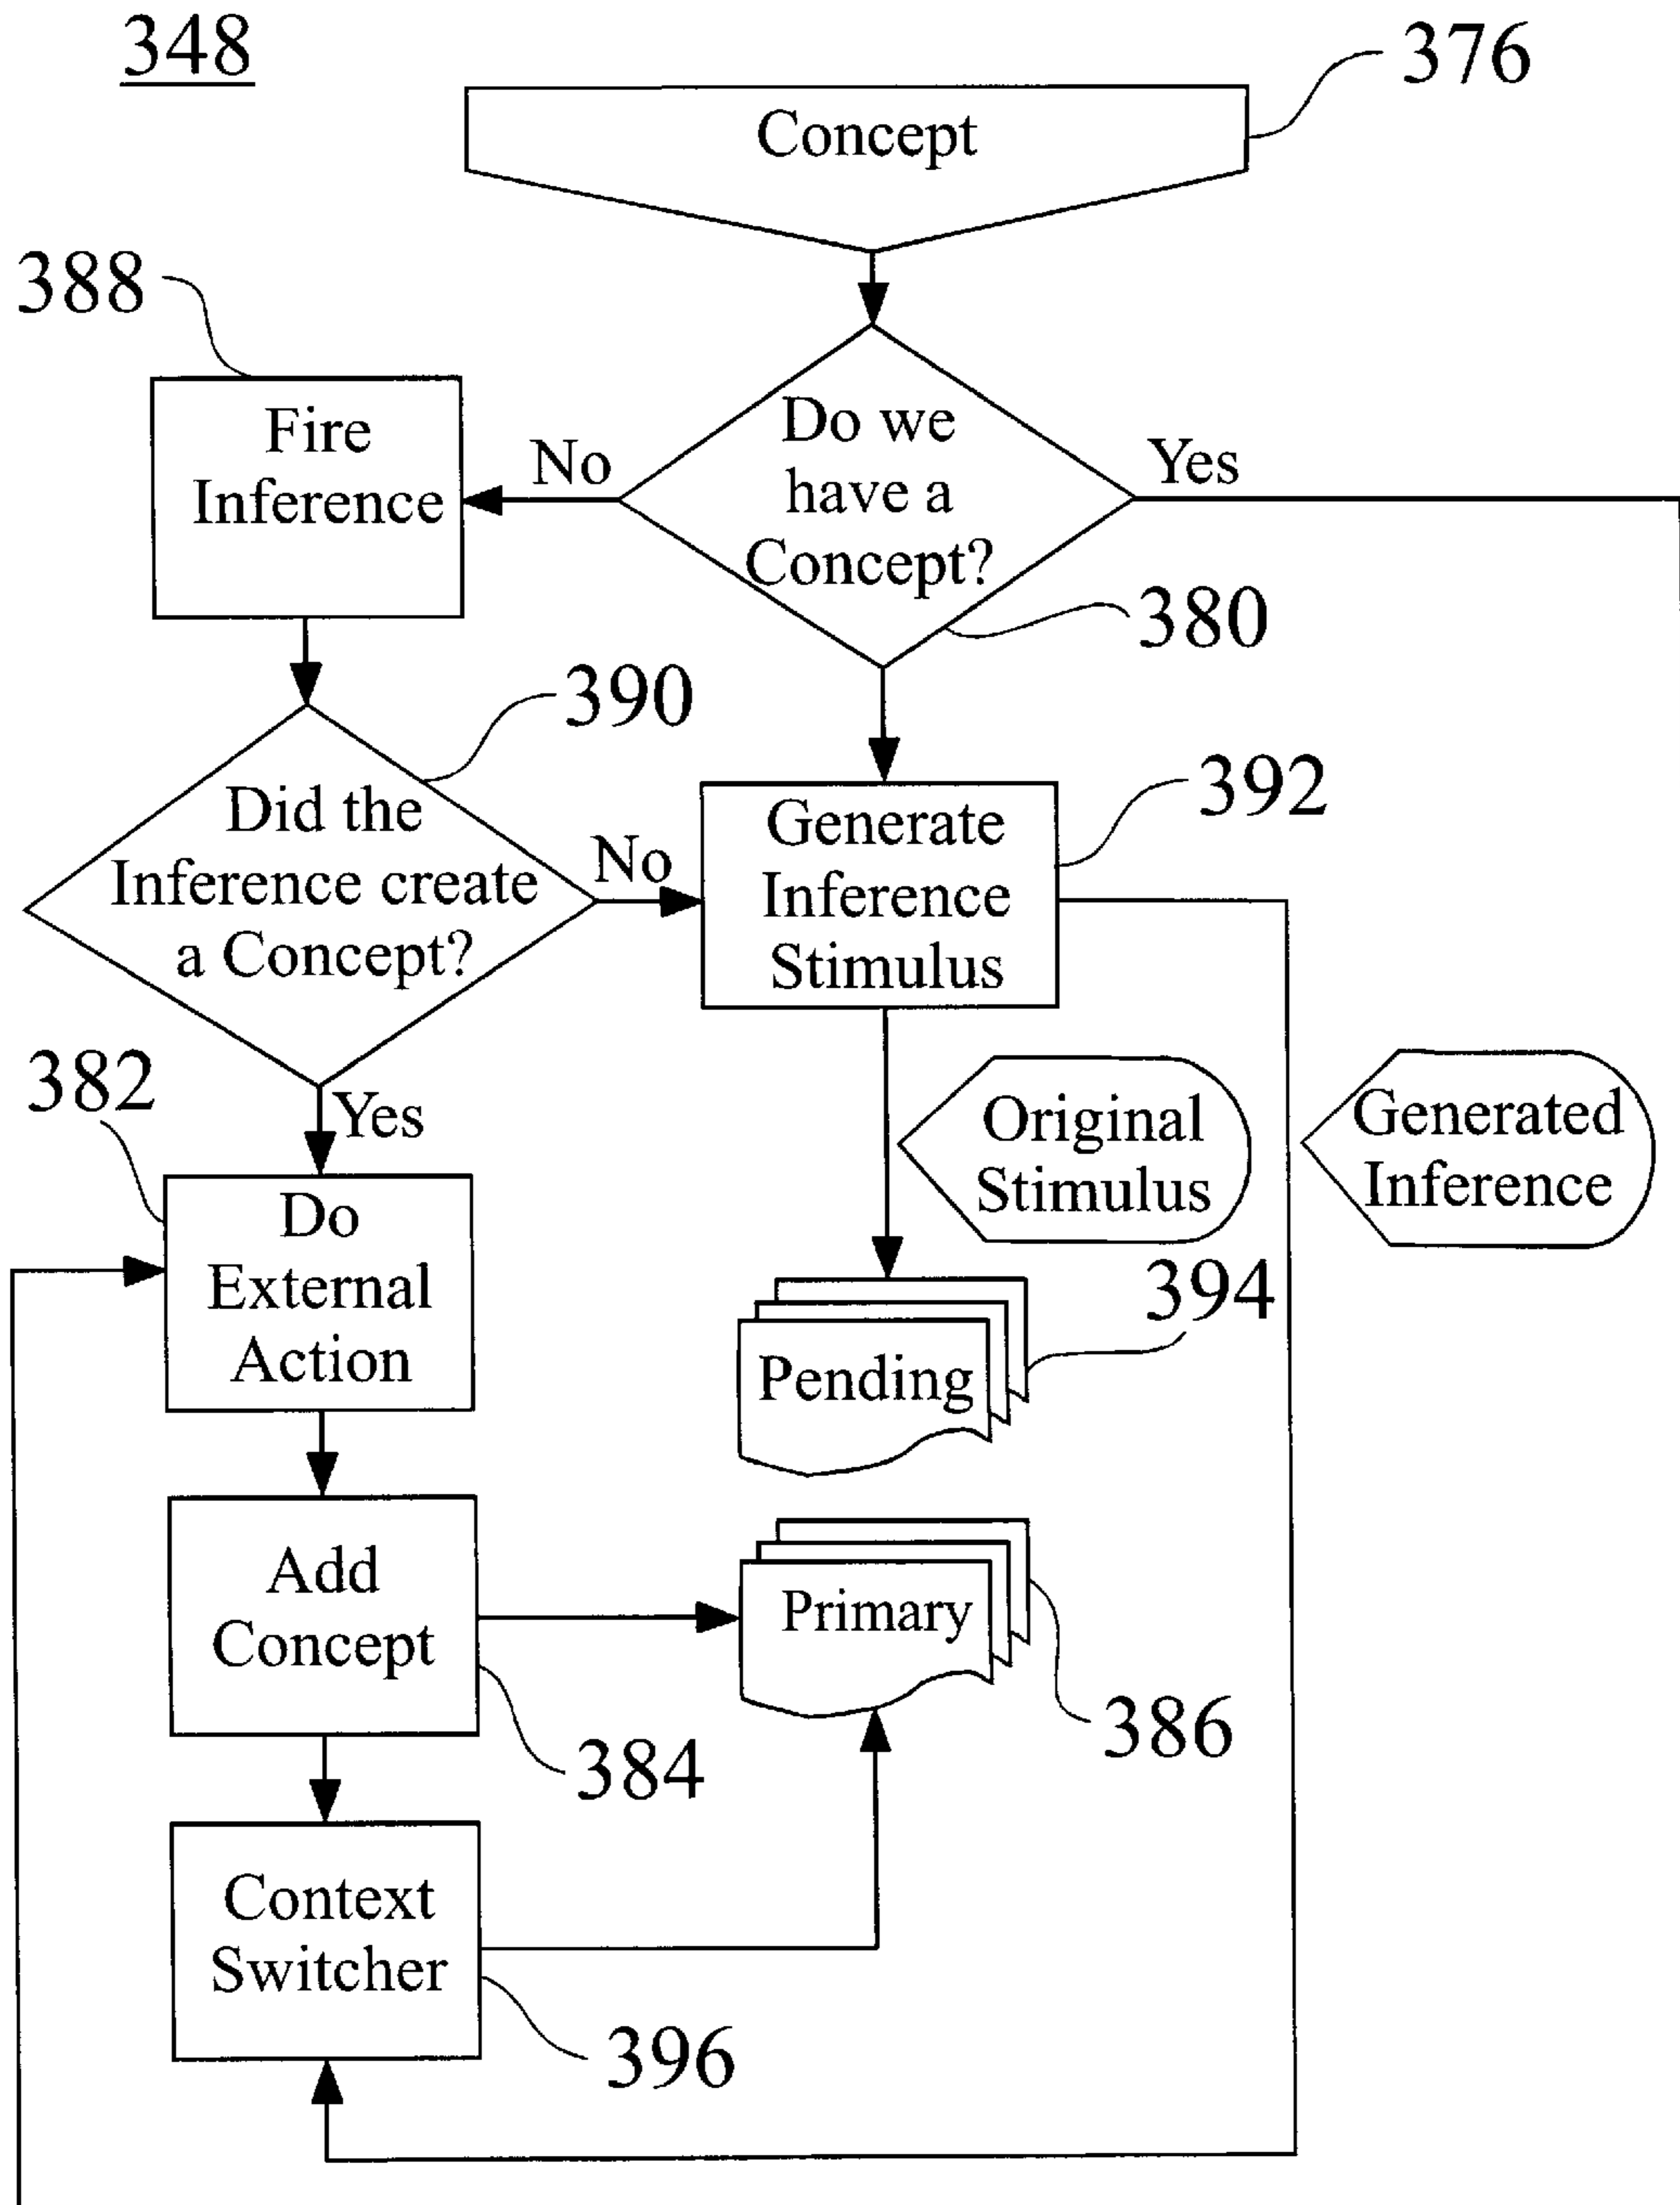 348
376
Concept
388
Fire
Inference
No
Do we
have a
Concept?
Yes
380
390
Did the
Inference create
a Concept?
No
392
Generate
Inference
Stimulus
382
Yes
Original
Stimulus
Generated
Inference
Do
External
Action
394
Pending
Add
Concept
Primary
384
386
Context
Switcher
396